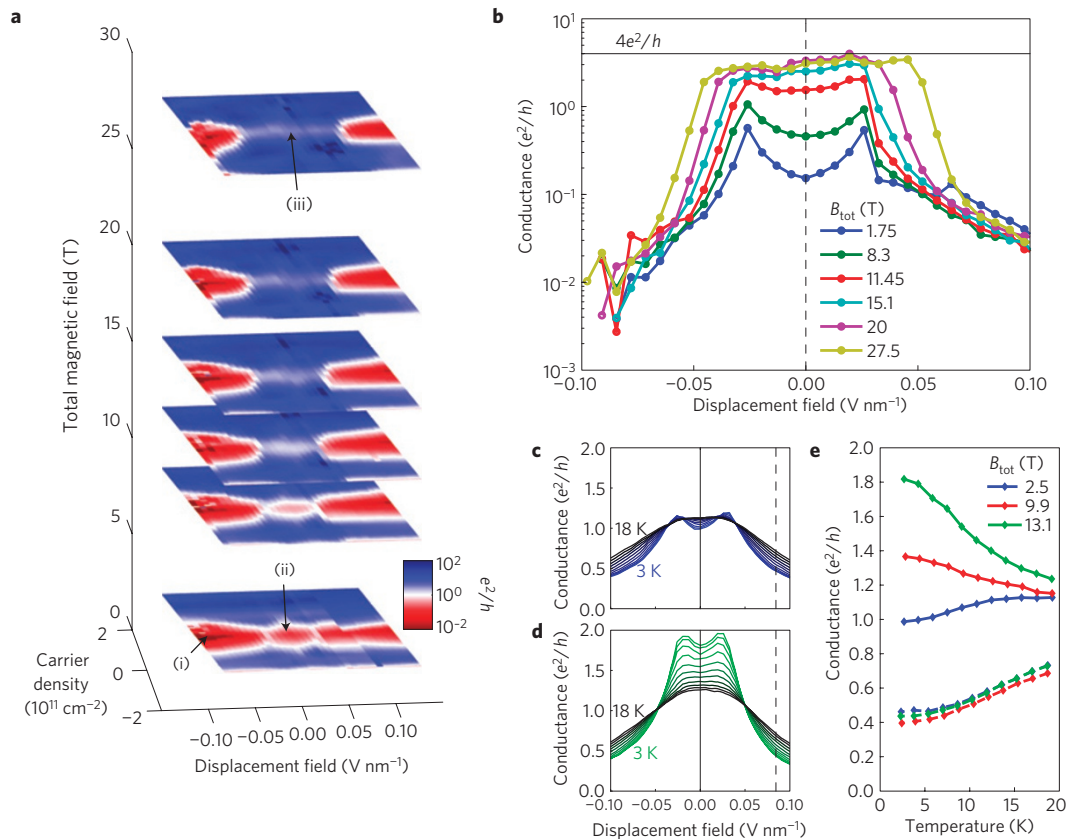 a
30
25
20
15
10
5
0
Total magnetic field (T)
2
0
−2
Carrier
density
(10¹¹ cm⁻²)
−0.10
−0.05
0.00
0.05
0.10
Displacement field (V nm⁻¹)
(iii)
(ii)
(i)
10²
10⁰
10⁻²
e²/h
b
10¹
10⁰
10⁻¹
10⁻²
10⁻³
Conductance (e²/h)
4e²/h
B_tot (T)
1.75
8.3
11.45
15.1
20
27.5
−0.10
−0.05
0.00
0.05
0.10
Displacement field (V nm⁻¹)
c
2.0
1.5
1.0
0.5
0.0
Conductance (e²/h)
18 K
3 K
d
2.0
1.5
1.0
0.5
0.0
Conductance (e²/h)
18 K
3 K
−0.10
−0.05
0.00
0.05
0.10
Displacement field (V nm⁻¹)
e
2.0
1.8
1.6
1.4
1.2
1.0
0.8
0.6
0.4
0.2
0.0
Conductance (e²/h)
B_tot (T)
2.5
9.9
13.1
0
5
10
15
20
Temperature (K)